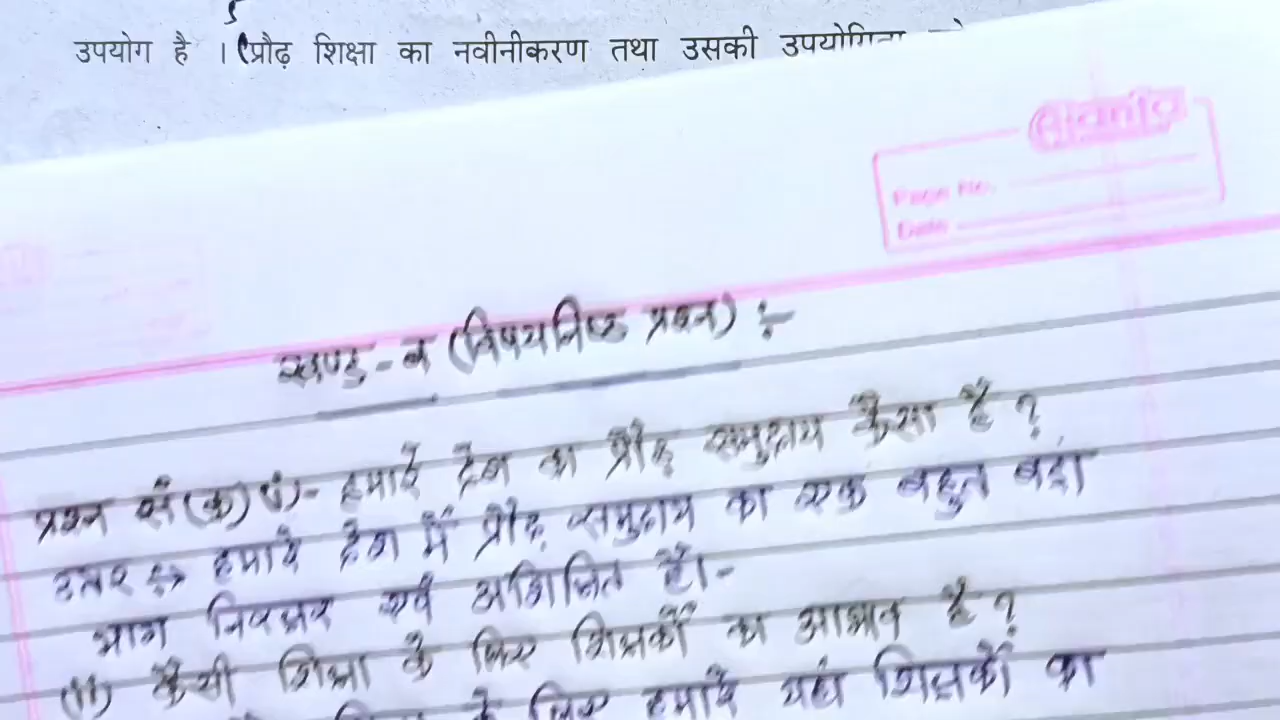 उपयोग है । (प्रौढ़ शिक्षा का नवीनीकरण तथा उसकी उपयोगिता
Page No.
Date
खण्ड-ब (विषयनिष्ठ प्रश्न) :-
प्रश्न सं (क) (i)- हमारे देश का प्रौढ़ समुदाय कैसा है ?
उत्तर हमारे देश में प्रौढ़ समुदाय का एक बहुत बड़ा
भाग निरक्षर एवं अशिक्षित है।-
(ii) कैसी शिक्षा के लिए शिक्षकों का आभाव है ?
के लिए हमारे यहां शिक्षकों का